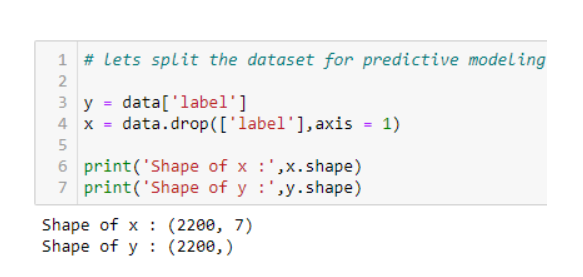 1 # Lets split the dataset for predictive modeling
2
3 y = data['label']
4 x = data.drop(['label'],axis = 1)
5
6 print('Shape of x :',x.shape)
7 print('Shape of y :',y.shape)
Shape of x : (2200, 7)
Shape of y : (2200,)